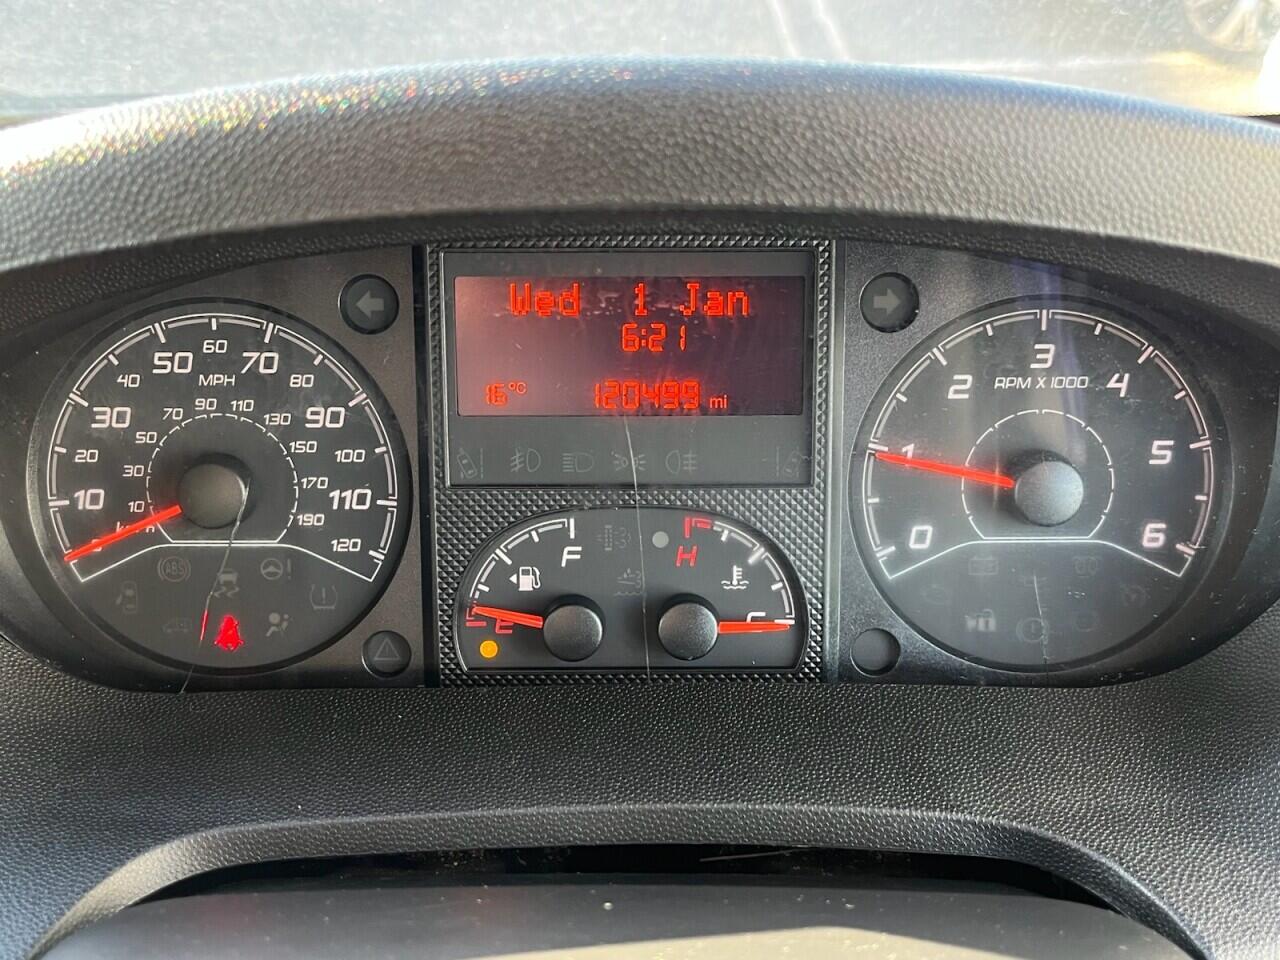 Wed 1 Jan
6:21
16°C 120499 mi
MPH
10 20 30 40 50 60 70 80 90 100 110 120
10 30 50 70 90 110 130 150 170 190
RPM X 1000
0 1 2 3 4 5 6
F
E
H
C
ABS